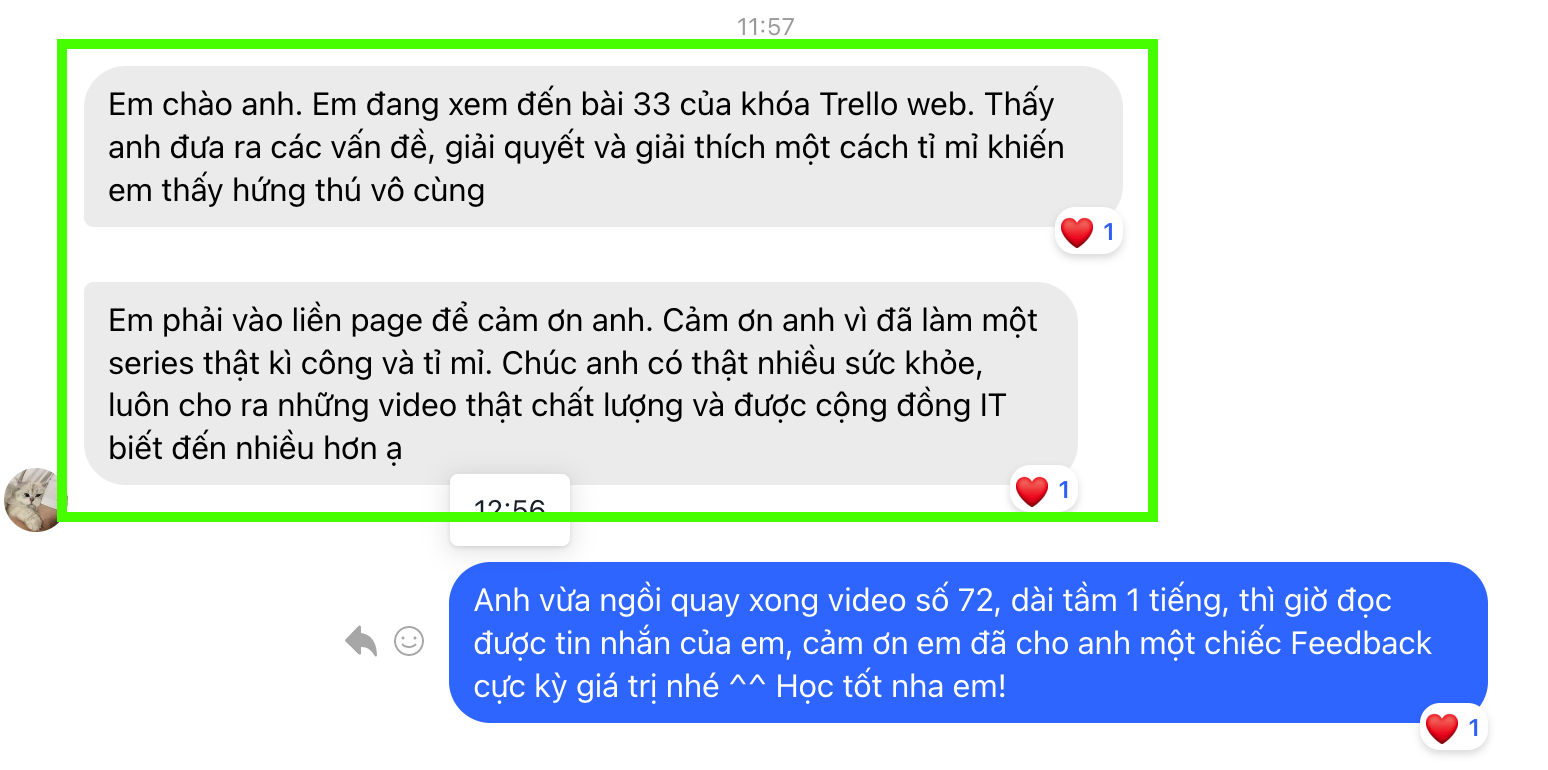 11:57
Em chào anh. Em đang xem đến bài 33 của khóa Trello web. Thấy
anh đưa ra các vấn đề, giải quyết và giải thích một cách tỉ mỉ khiến
em thấy hứng thú vô cùng
1
Em phải vào liền page để cảm ơn anh. Cảm ơn anh vì đã làm một
series thật kì công và tỉ mỉ. Chúc anh có thật nhiều sức khỏe,
luôn cho ra những video thật chất lượng và được cộng đồng IT
biết đến nhiều hơn ạ
1
12:56
Anh vừa ngồi quay xong video số 72, dài tầm 1 tiếng, thì giờ đọc
được tin nhắn của em, cảm ơn em đã cho anh một chiếc Feedback
cực kỳ giá trị nhé ^^ Học tốt nha em!
1